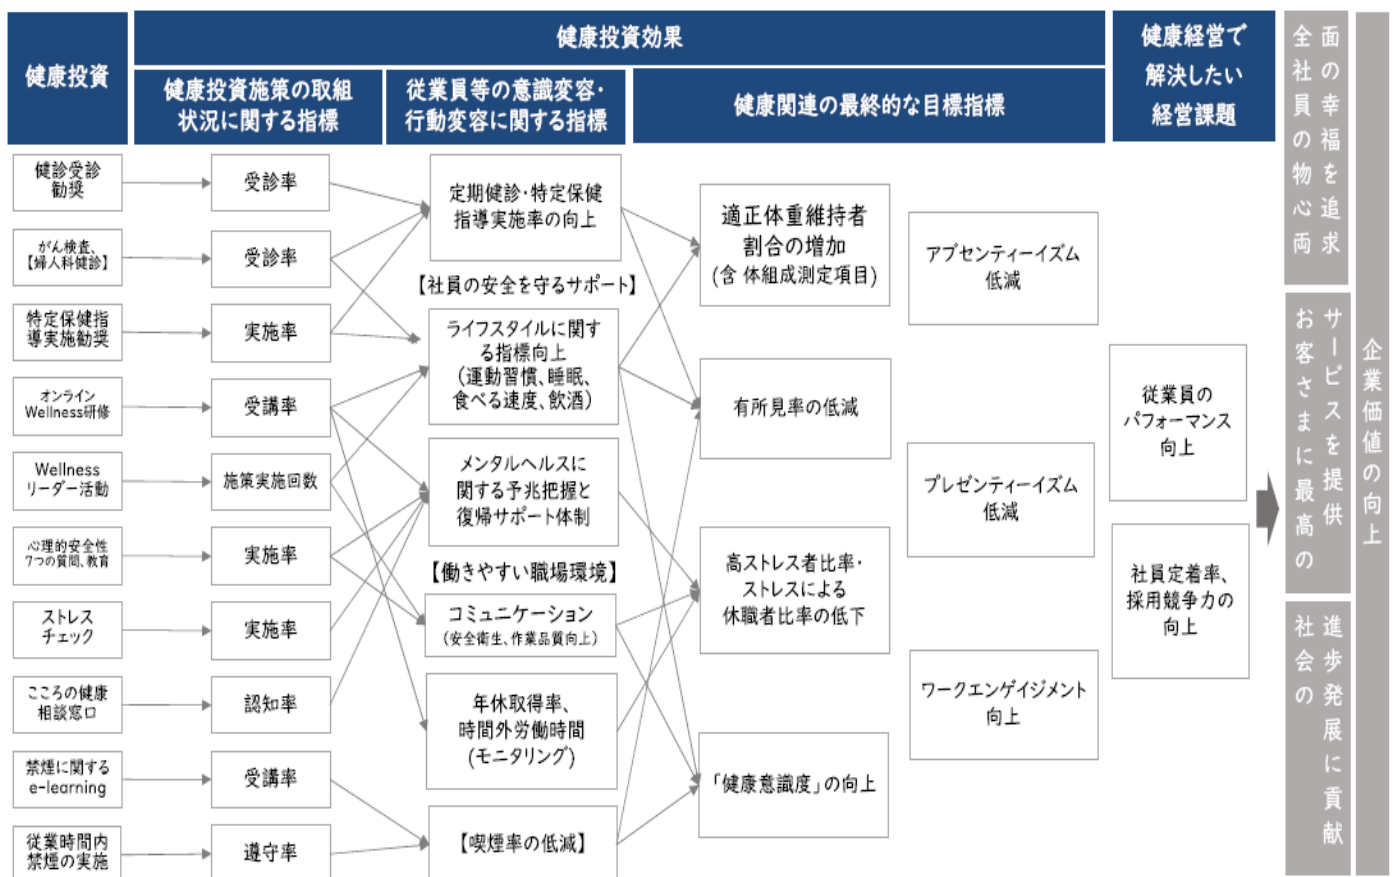 健康投資
健康投資効果
健康投資施策の取組
状況に関する指標
従業員等の意識変容・
行動変容に関する指標
健康関連の最終的な目標指標
健康経営で
解決したい
経営課題
健診受診
勧奨
がん検査、
【婦人科健診】
特定保健指
導実施勧奨
オンライン
Wellness研修
Wellness
リーダー活動
心理的安全性
7つの質問、教育
ストレス
チェック
こころの健康
相談窓口
禁煙に関する
e-learning
従業時間内
禁煙の実施
受診率
受診率
実施率
受講率
施策実施回数
実施率
実施率
認知率
受講率
遵守率
定期健診・特定保健
指導実施率の向上
【社員の安全を守るサポート】
ライフスタイルに関す
る指標向上
(運動習慣、睡眠、
食べる速度、飲酒)
メンタルヘルスに
関する予兆把握と
復帰サポート体制
【働きやすい職場環境】
コミュニケーション
(安全衛生、作業品質向上)
年休取得率、
時間外労働時間
(モニタリング)
【喫煙率の低減】
適正体重維持者
割合の増加
(含 体組成測定項目)
有所見率の低減
高ストレス者比率・
ストレスによる
休職者比率の低下
「健康意識度」の向上
アブセンティーイズム
低減
プレゼンティーイズム
低減
ワークエンゲイジメント
向上
従業員の
パフォーマンス
向上
社員定着率、
採用競争力の
向上
全社員の物心両
面の幸福を追求
お客さまに最高の
サービスを提供
社会の
進歩発展に貢献
企業価値の向上